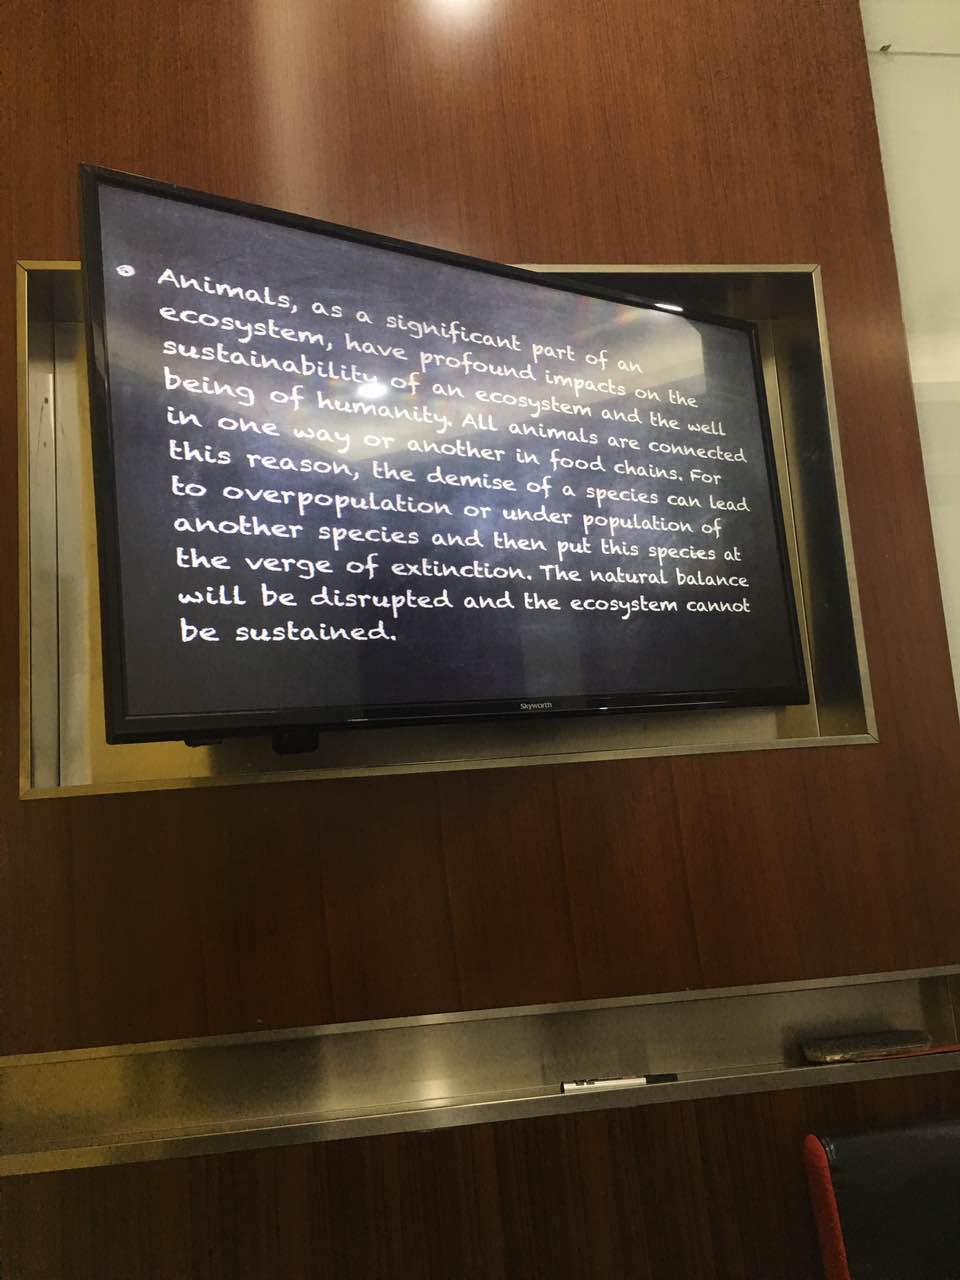 • Animals, as a significant part of an
ecosystem, have profound impacts on the
sustainability of an ecosystem and the well
being of humanity. All animals are connected
in one way or another in food chains. For
this reason, the demise of a species can lead
to overpopulation or under population of
another species and then put this species at
the verge of extinction. The natural balance
will be disrupted and the ecosystem cannot
be sustained.
Skyworth